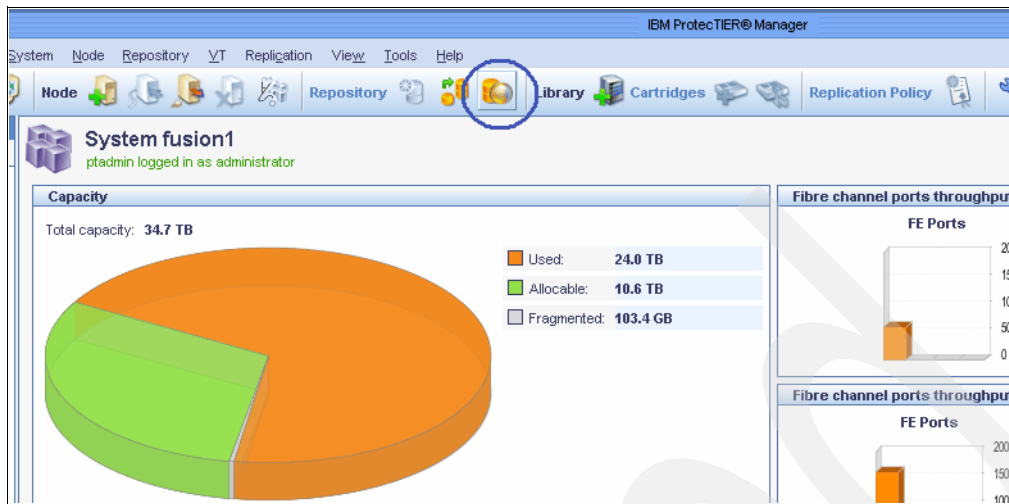 IBM ProtecTIER® Manager
System Node Repository VT Replication View Tools Help
Node Repository Library Cartridges Replication Policy
System fusion1
ptadmin logged in as administrator
Capacity
Total capacity: 34.7 TB
Used: 24.0 TB
Allocable: 10.6 TB
Fragmented: 103.4 GB
Fibre channel ports throughpu
FE Ports
0
Fibre channel ports throughpu
FE Ports
200
150
100